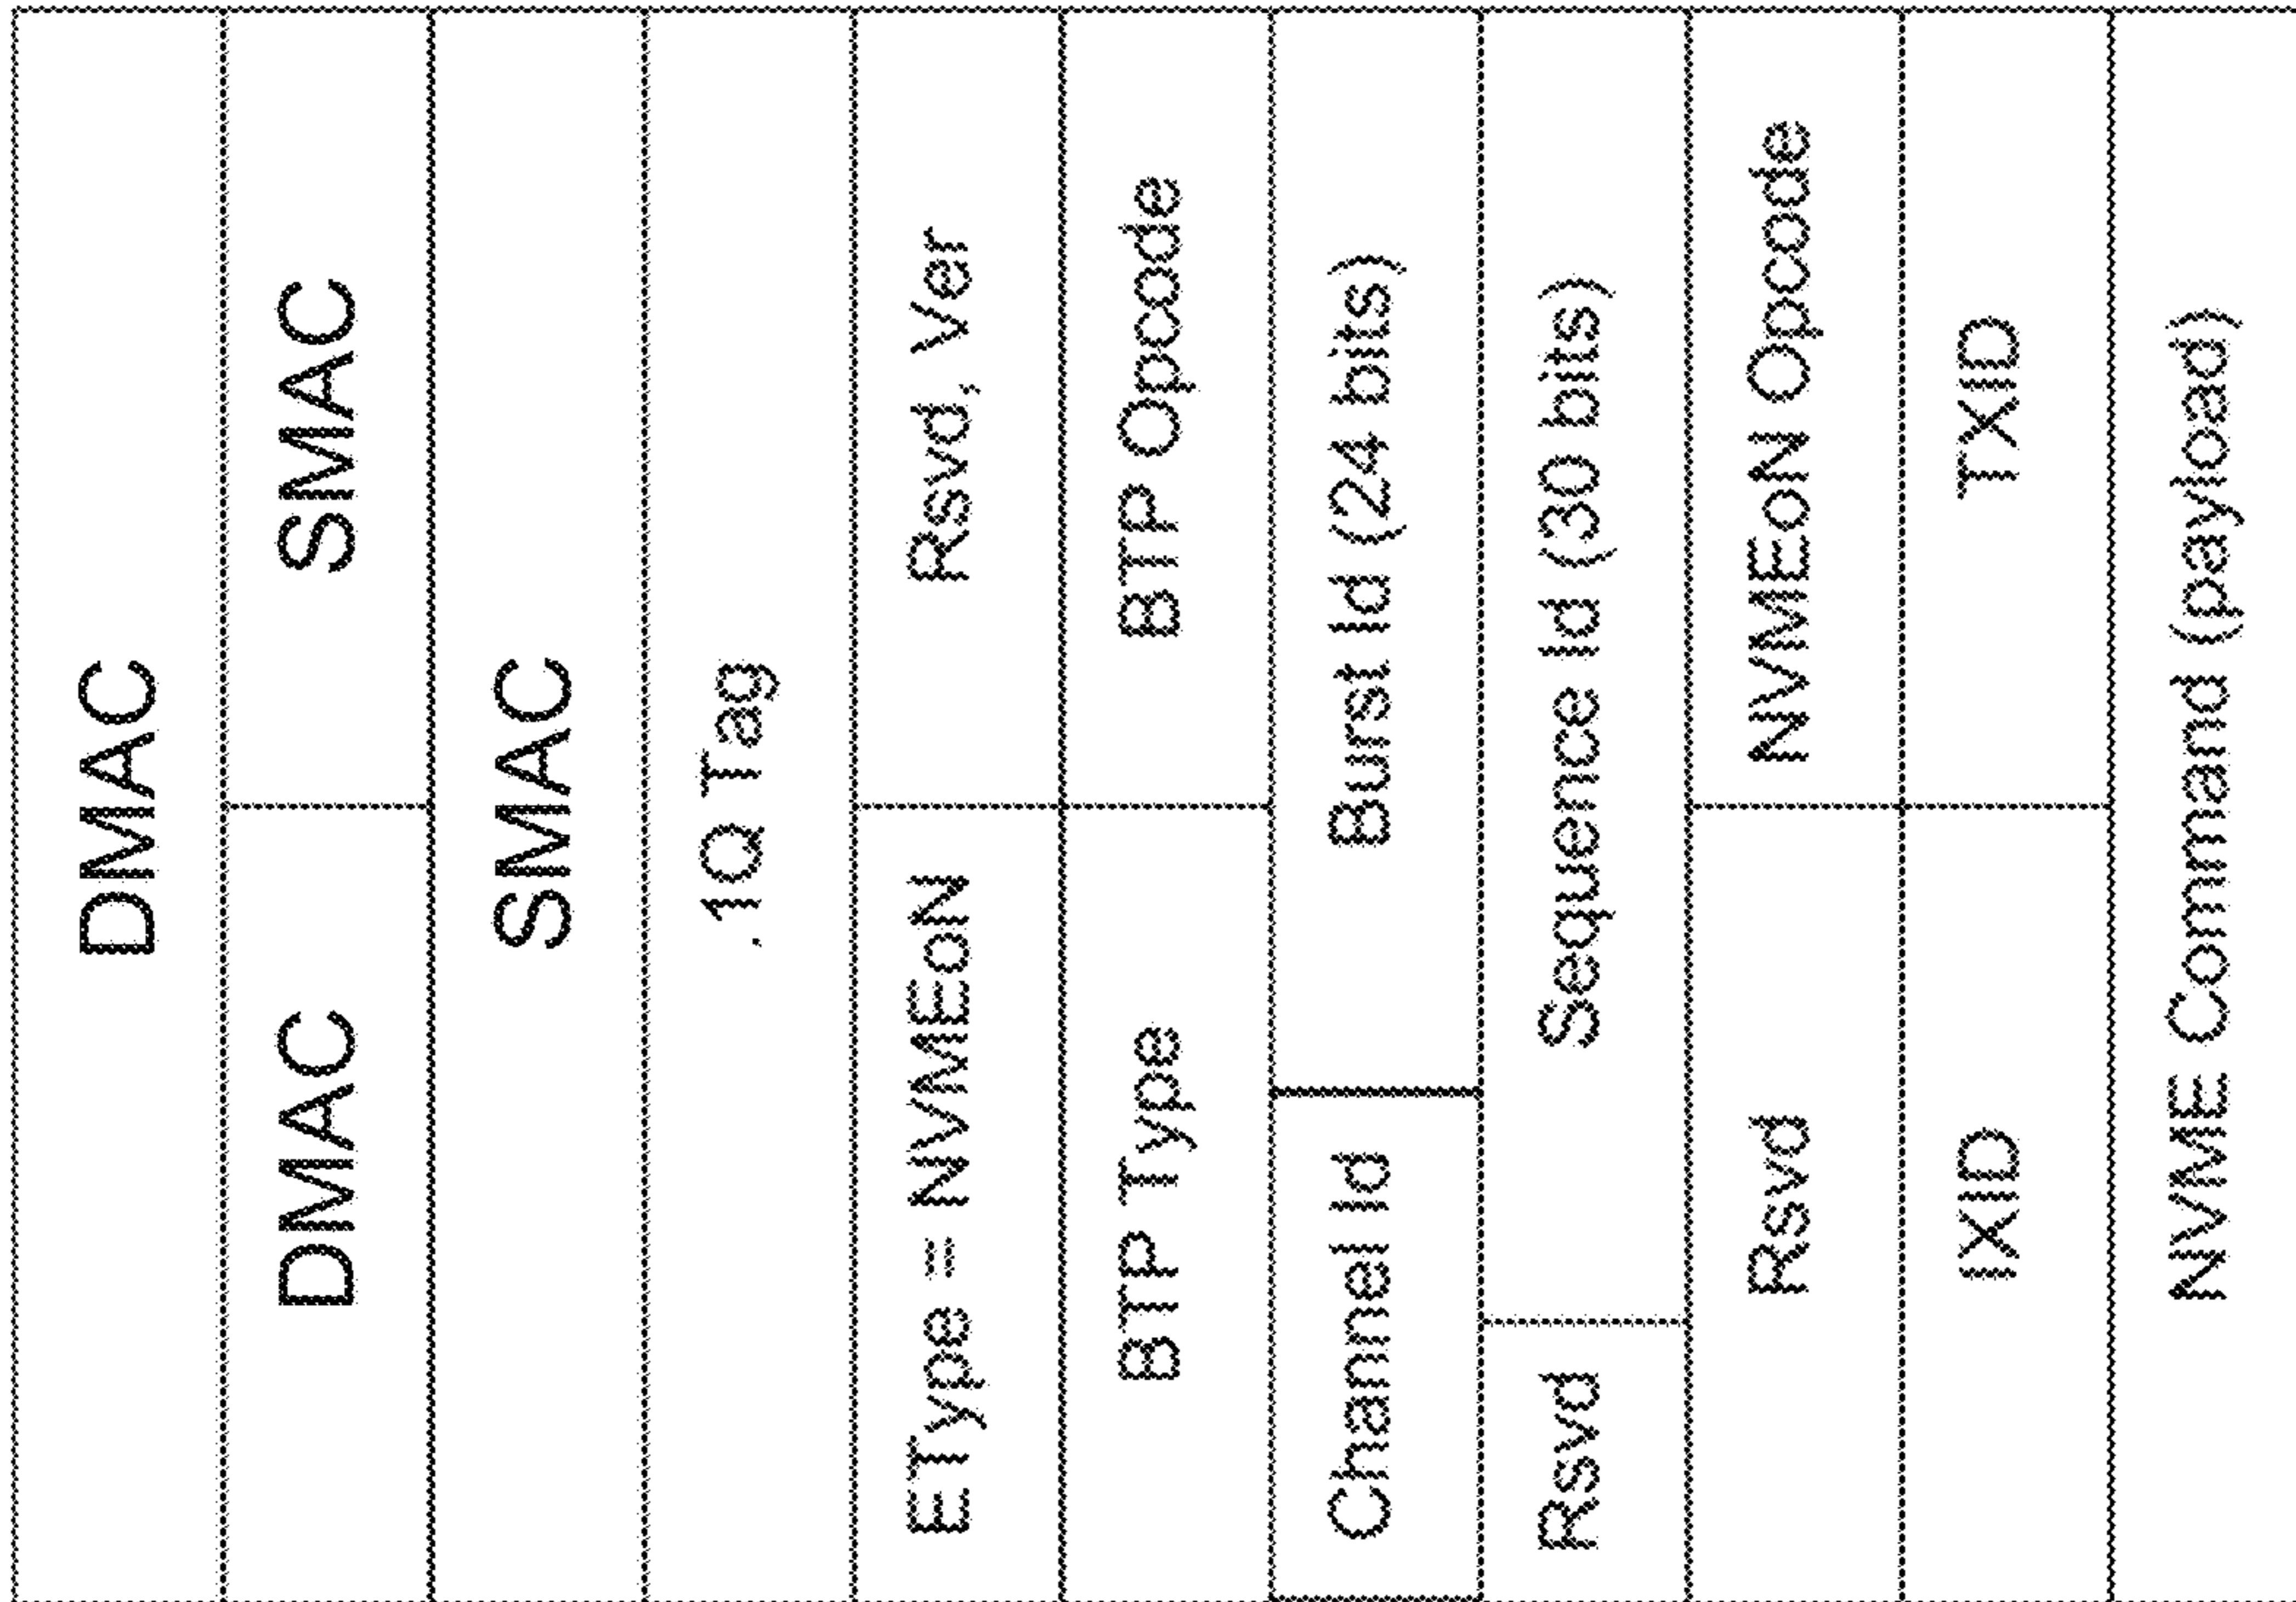 DMAC
DMAC SMAC
SMAC
.1Q Tag
EType = NVMEoN Rsvd, Ver
BTP Type BTP Opcode
Channel Id Burst Id (24 bits)
Rsvd Sequence Id (30 bits)
Rsvd NVMEoN Opcode
IXID TXID
NVME Command (payload)